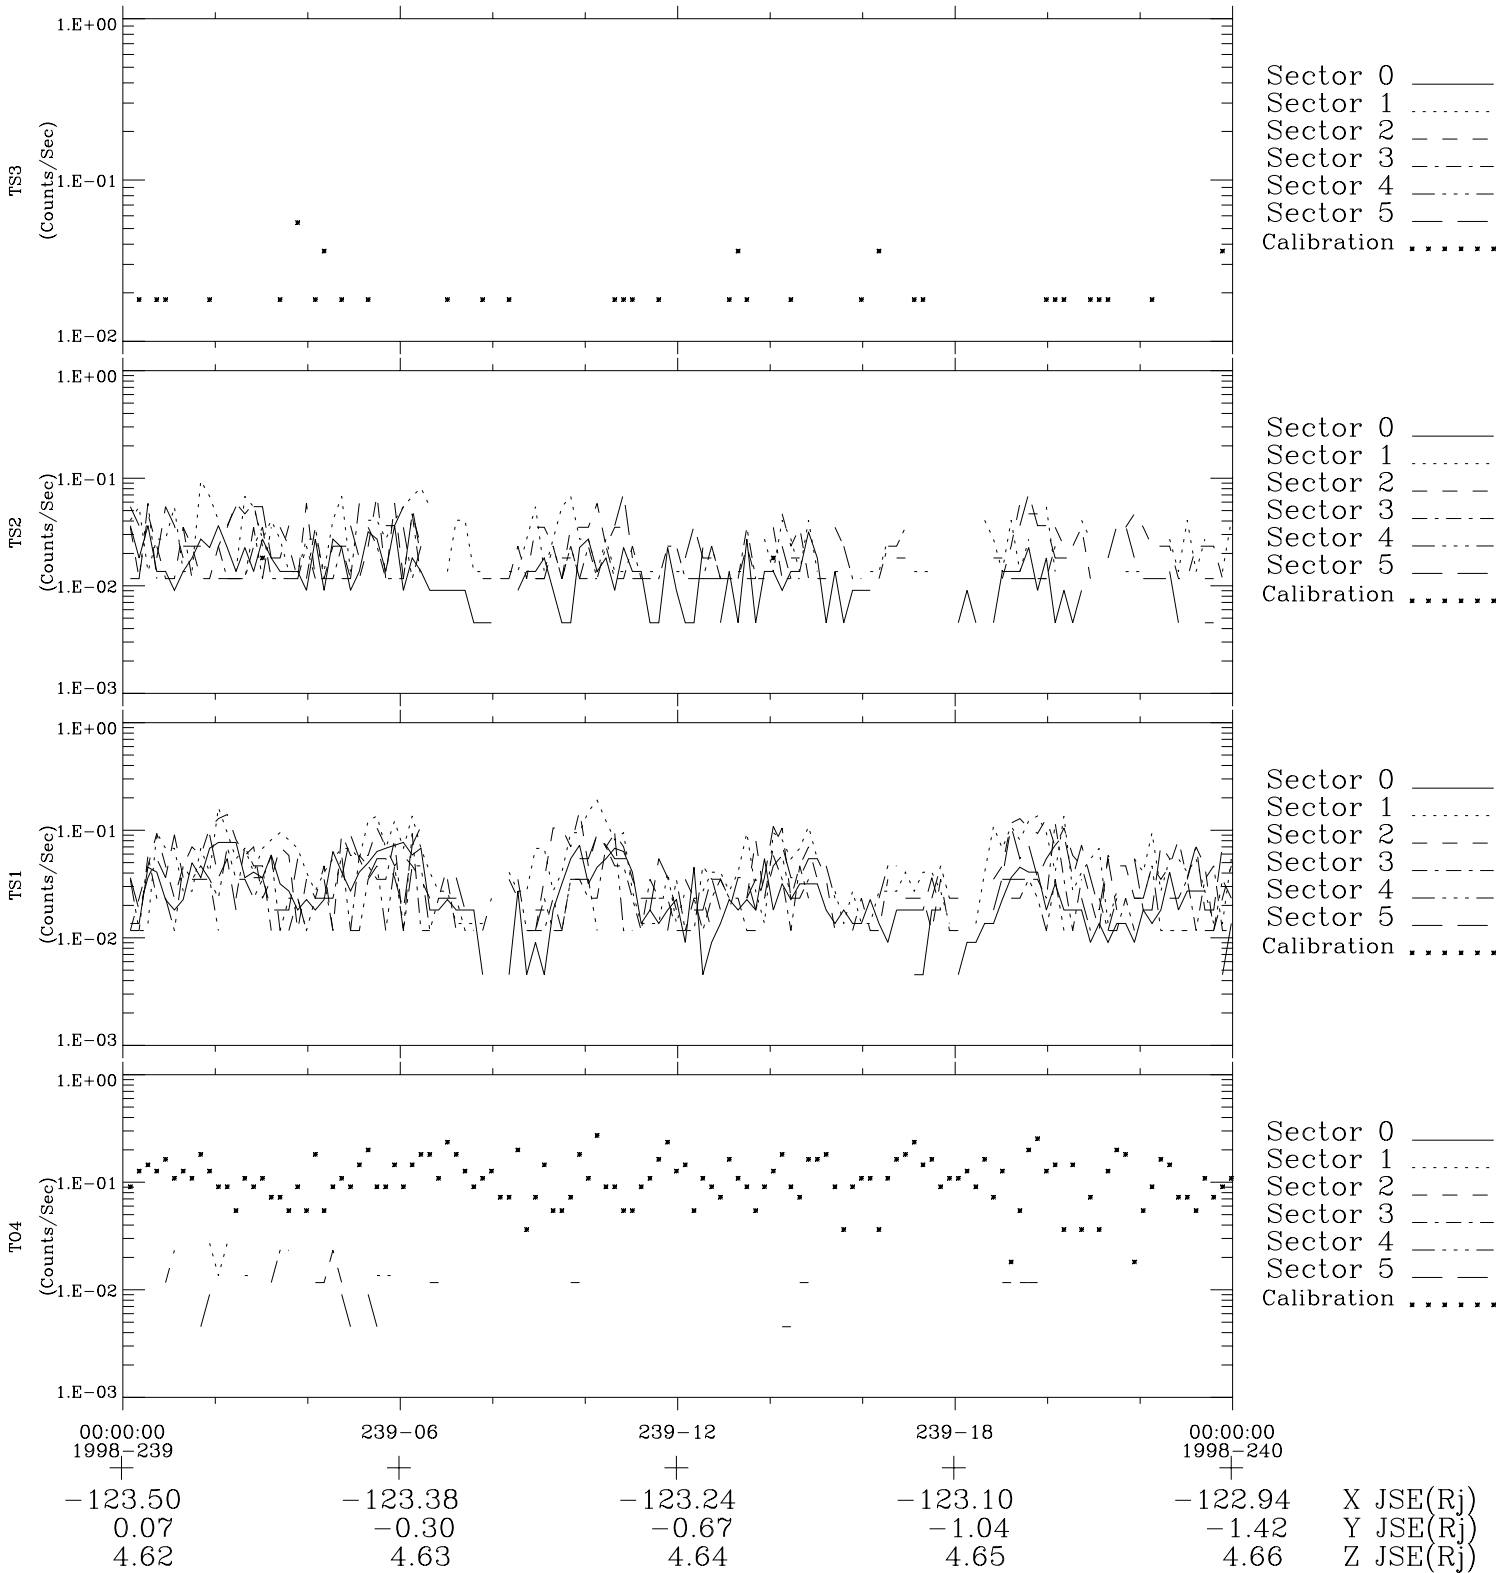 1.E+00
1.E-01
1.E-02
TS3
(Counts/Sec)
Sector 0
Sector 1
Sector 2
Sector 3
Sector 4
Sector 5
Calibration
1.E+00
1.E-01
1.E-02
1.E-03
TS2
(Counts/Sec)
Sector 0
Sector 1
Sector 2
Sector 3
Sector 4
Sector 5
Calibration
1.E+00
1.E-01
1.E-02
1.E-03
TS1
(Counts/Sec)
Sector 0
Sector 1
Sector 2
Sector 3
Sector 4
Sector 5
Calibration
1.E+00
1.E-01
1.E-02
1.E-03
TO4
(Counts/Sec)
Sector 0
Sector 1
Sector 2
Sector 3
Sector 4
Sector 5
Calibration
00:00:00 239-06 239-12 239-18 00:00:00
1998-239 1998-240
-123.50 -123.38 -123.24 -123.10 -122.94 X JSE(Rj)
0.07 -0.30 -0.67 -1.04 -1.42 Y JSE(Rj)
4.62 4.63 4.64 4.65 4.66 Z JSE(Rj)